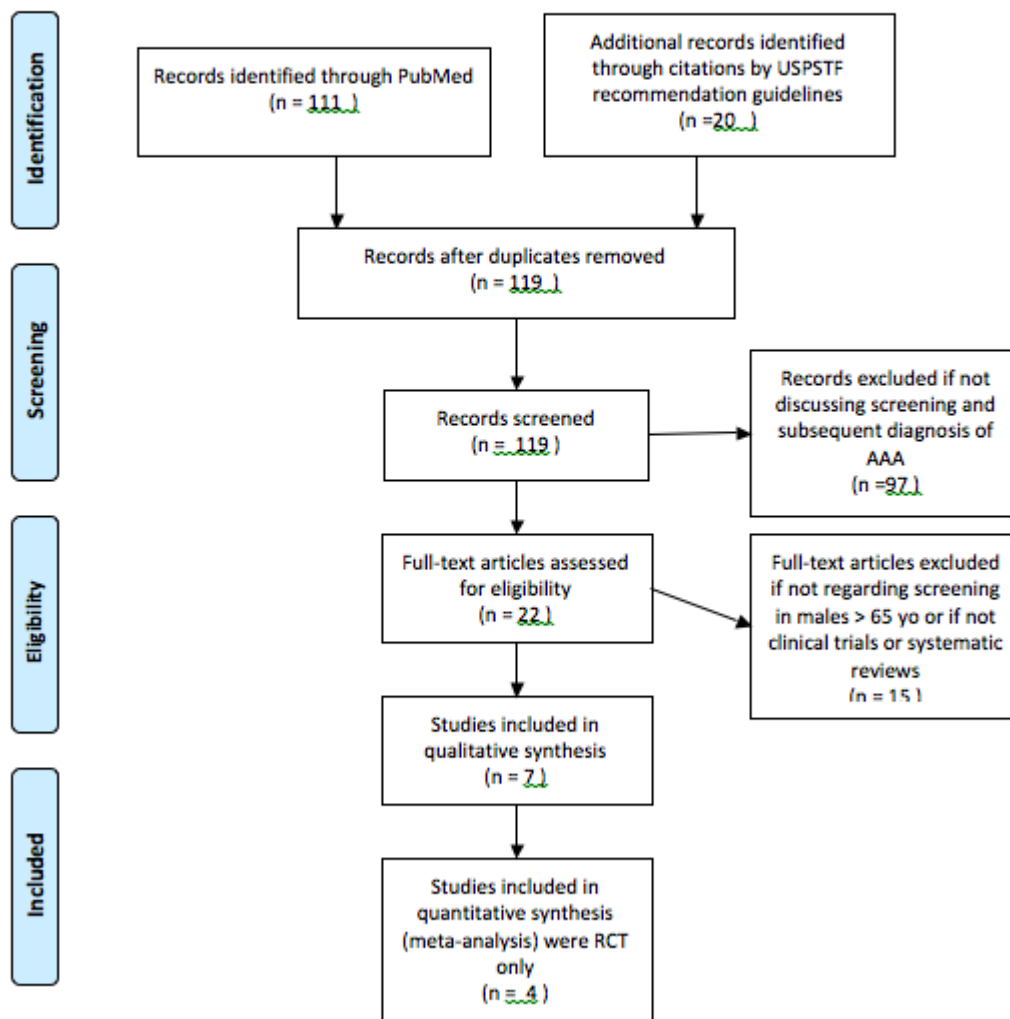 Identification
Records identified through PubMed
(n = 111 )
Additional records identified
through citations by USPSTF
recommendation guidelines
(n =20 )
Records after duplicates removed
(n = 119 )
Screening
Records screened
(n = 119 )
Records excluded if not
discussing screening and
subsequent diagnosis of
AAA
(n =97 )
Eligibility
Full-text articles assessed
for eligibility
(n = 22 )
Full-text articles excluded
if not regarding screening
in males > 65 yo or if not
clinical trials or systematic
reviews
(n = 15 )
Studies included in
qualitative synthesis
(n = 7 )
Included
Studies included in
quantitative synthesis
(meta-analysis) were RCT
only
(n = 4 )